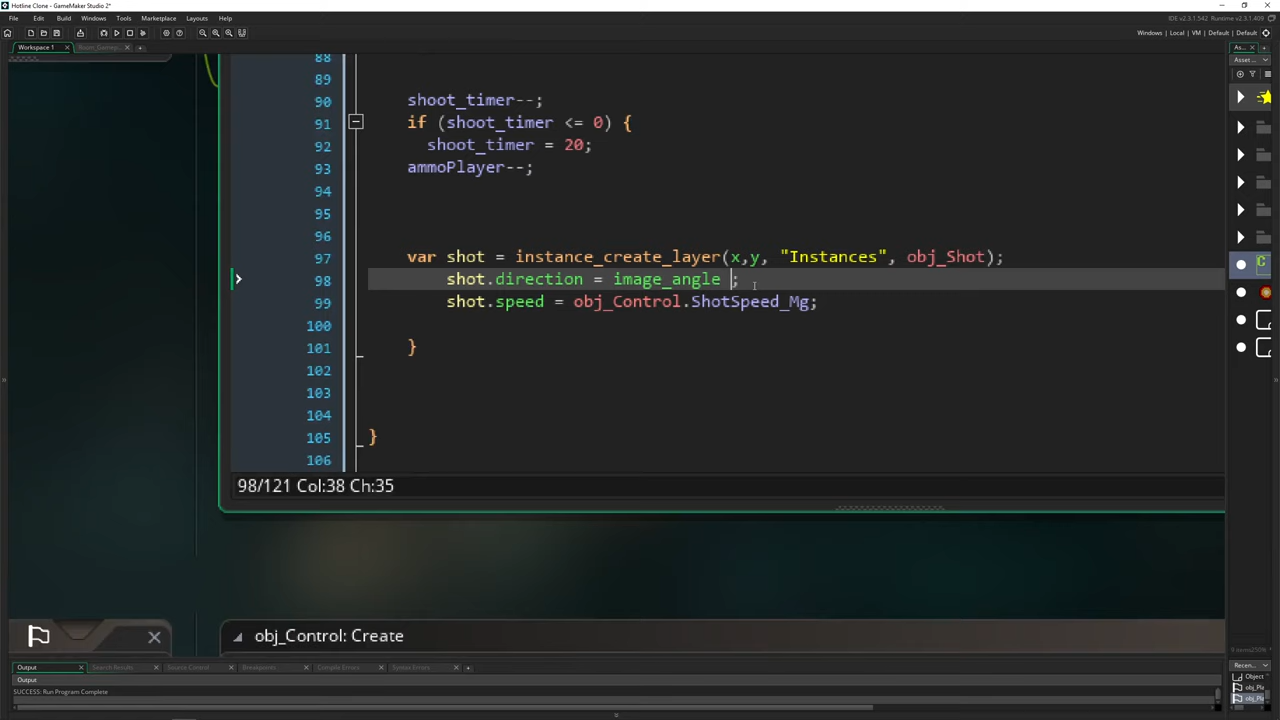 Hotline Clone - GameMaker Studio 2*
File Edit Build Windows Tools Marketplace Layouts Help
IDE v2.3.1.542 Runtime v2.3.1.409
Windows | Local | VM | Default | Default
Workspace 1
Asset
88
89
90 shoot_timer--;
91 if (shoot_timer <= 0) {
92 shoot_timer = 20;
93 ammoPlayer--;
94
95
96
97 var shot = instance_create_layer(x,y, "Instances", obj_Shot);
98 shot.direction = image_angle ;
99 shot.speed = obj_Control.ShotSpeed_Mg;
100
101 }
102
103
104
105 }
106
98/121 Col:38 Ch:35
obj_Control: Create
Output Search Results Source Control Breakpoints Compile Errors Syntax Errors
Output
SUCCESS: Run Program Complete
Recen...
Object
obj_Pla
obj_Pla